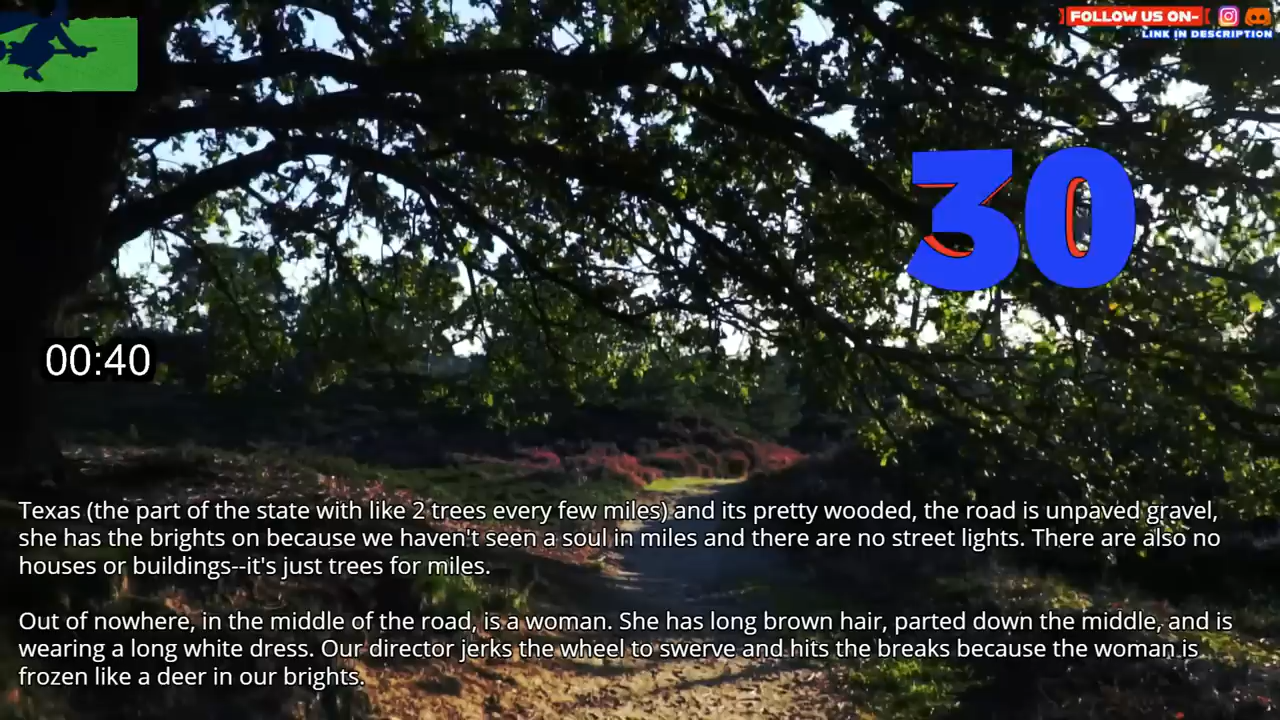 FOLLOW US ON-
LINK IN DESCRIPTION
30
00:40
Texas (the part of the state with like 2 trees every few miles) and its pretty wooded, the road is unpaved gravel,
she has the brights on because we haven't seen a soul in miles and there are no street lights. There are also no
houses or buildings--it's just trees for miles.
Out of nowhere, in the middle of the road, is a woman. She has long brown hair, parted down the middle, and is
wearing a long white dress. Our director jerks the wheel to swerve and hits the breaks because the woman is
frozen like a deer in our brights.